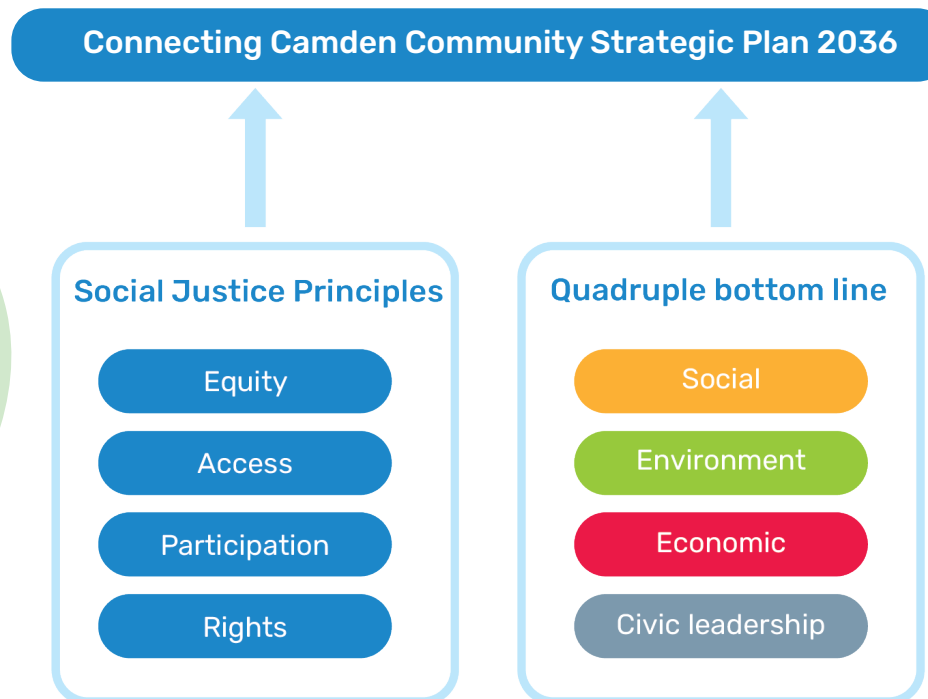 Connecting Camden Community Strategic Plan 2036
Social Justice Principles
Equity
Access
Participation
Rights
Quadruple bottom line
Social
Environment
Economic
Civic leadership